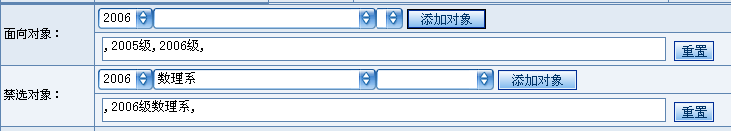 面向对象： 2006 添加对象
,2005级,2006级, 重置
禁选对象： 2006 数理系 添加对象
,2006级数理系, 重置